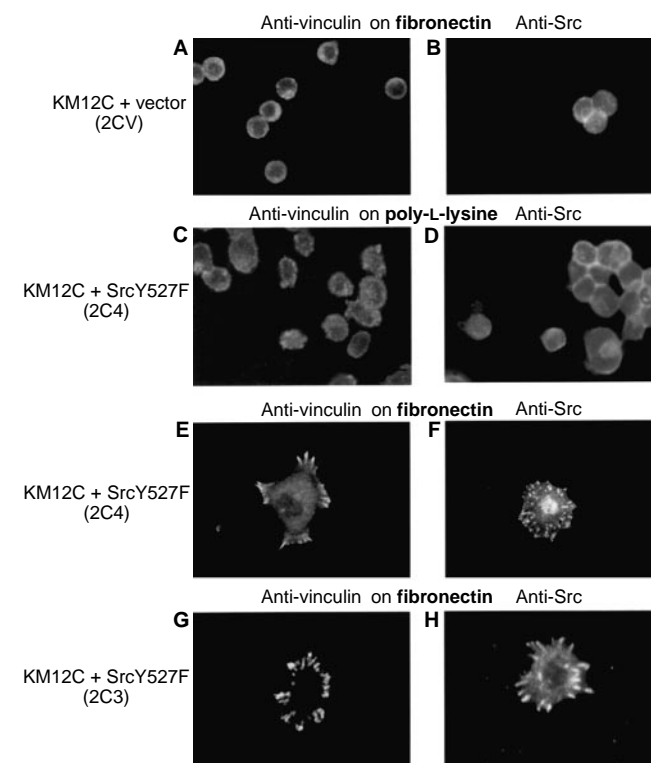 Anti-vinculin on fibronectin Anti-Src
A B
KM12C + vector
(2CV)
Anti-vinculin on poly-L-lysine Anti-Src
C D
KM12C + SrcY527F
(2C4)
Anti-vinculin on fibronectin Anti-Src
E F
KM12C + SrcY527F
(2C4)
Anti-vinculin on fibronectin Anti-Src
G H
KM12C + SrcY527F
(2C3)